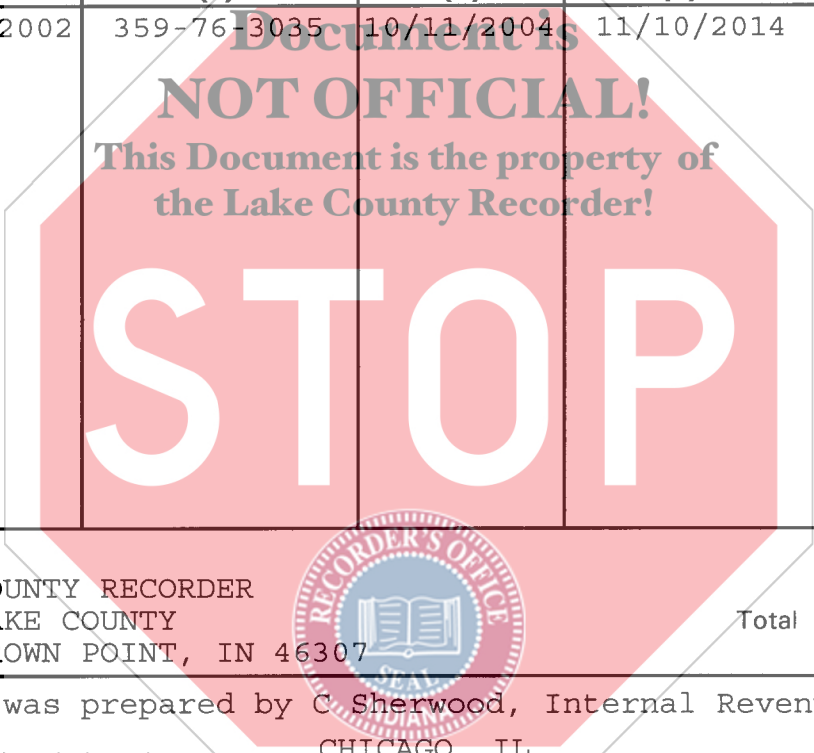 2002 359-76-3035 10/11/2004 11/10/2014
Document is
NOT OFFICIAL!
This Document is the property of
the Lake County Recorder!
STOP
RECORDER'S OFFICE
SEAL
INDIANA
OUNTY RECORDER
KE COUNTY
Total
OWN POINT, IN 46307
was prepared by C Sherwood, Internal Reven
CHICAGO, IL